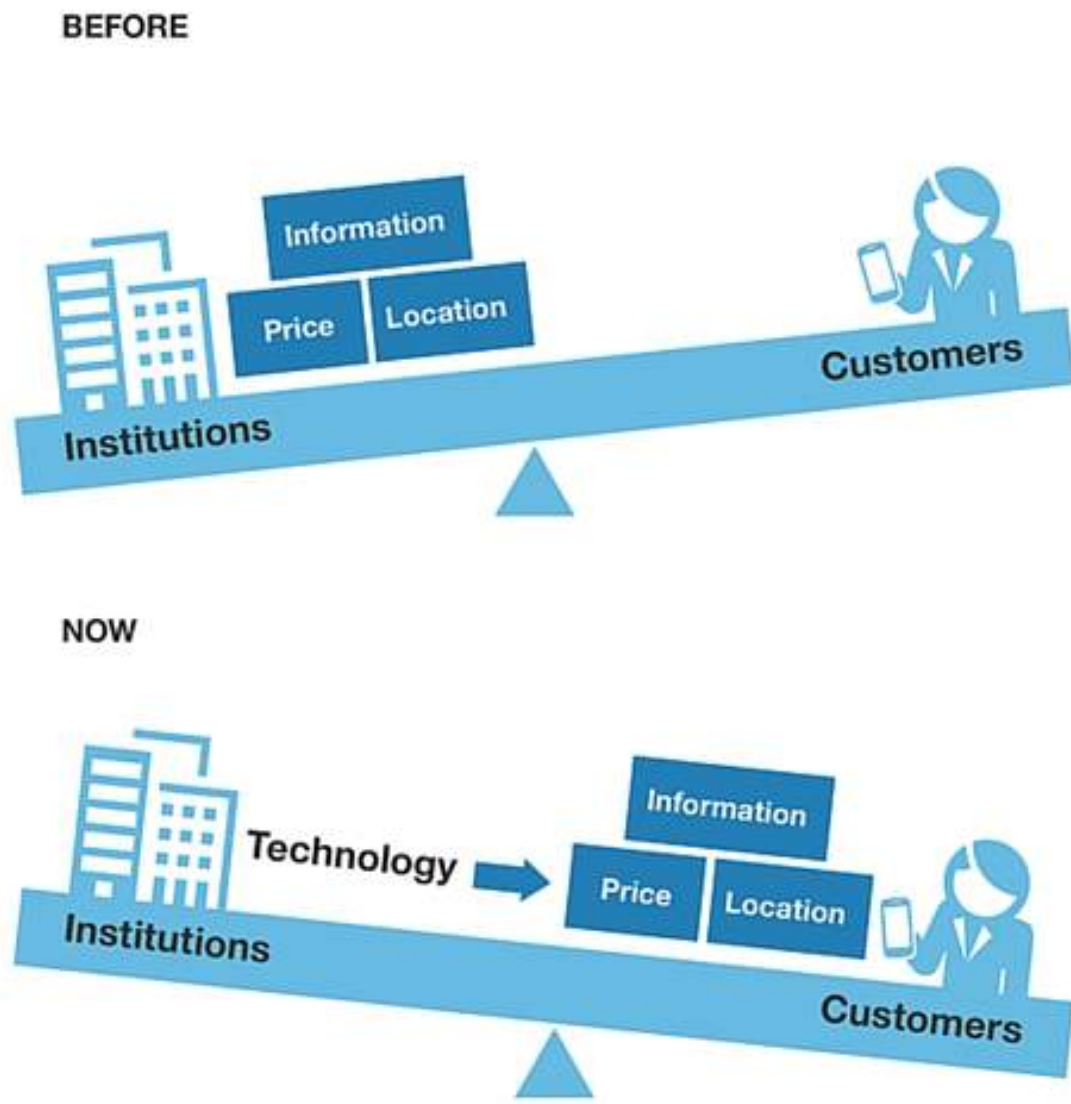 BEFORE
Information
Price
Location
Customers
Institutions
NOW
Information
Technology
Price
Location
Institutions
Customers